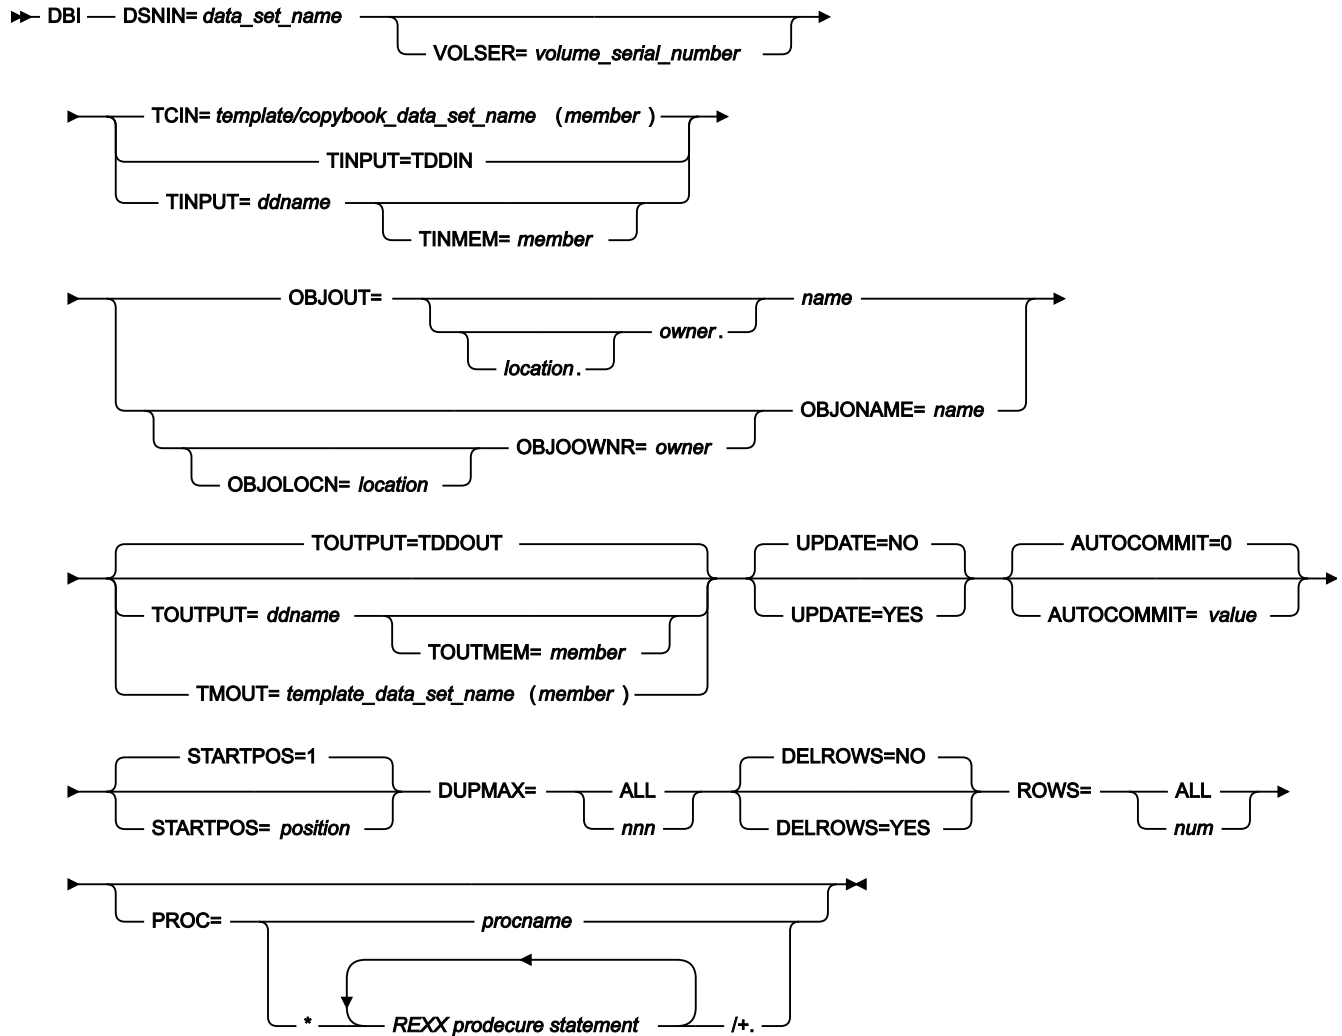 DBI DSNIN= data_set_name
VOLSER= volume_serial_number
TCIN= template/copybook_data_set_name (member )
TINPUT=TDDIN
TINPUT= ddname
TINMEM= member
OBJOUT= name
owner.
location.
OBJONAME= name
OBJOOWNR= owner
OBJOLOCN= location
TOUTPUT=TDDOUT UPDATE=NO AUTOCOMMIT=0
TOUTPUT= ddname UPDATE=YES AUTOCOMMIT= value
TOUTMEM= member
TMOUT= template_data_set_name (member )
STARTPOS=1 DELROWS=NO
DUPMAX= ALL ROWS= ALL
STARTPOS= position nnn DELROWS=YES num
PROC= procname
* REXX prodecure statement /+.